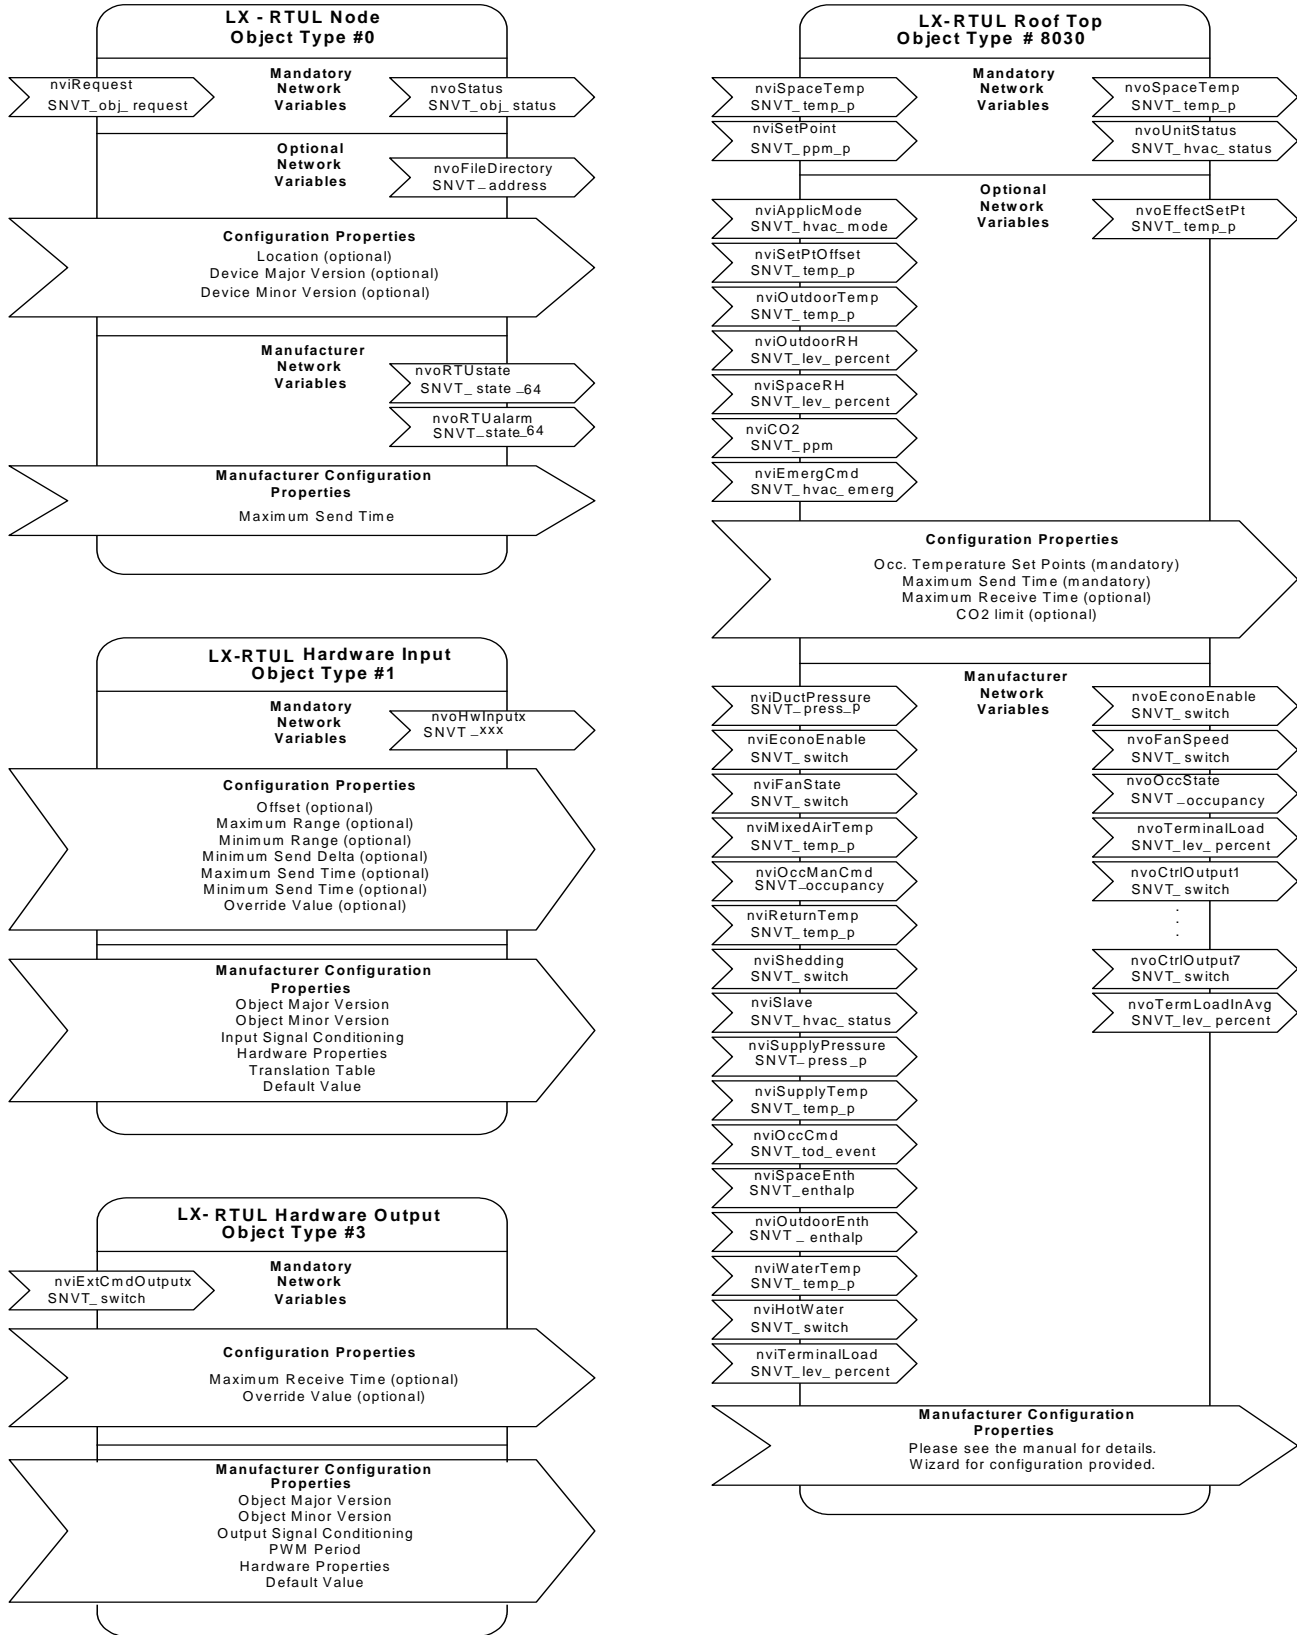 LX - RTUL Node
Object Type #0
nviRequest
SNVT_obj_request
Mandatory
Network
Variables
nvoStatus
SNVT_obj_status
Optional
Network
Variables
nvoFileDirectory
SNVT_address
Configuration Properties
Location (optional)
Device Major Version (optional)
Device Minor Version (optional)
Manufacturer
Network
Variables
nvoRTUstate
SNVT_state_64
nvoRTUalarm
SNVT_state_64
Manufacturer Configuration
Properties
Maximum Send Time
LX-RTUL Hardware Input
Object Type #1
Mandatory
Network
Variables
nvoHwInputx
SNVT_xxx
Configuration Properties
Offset (optional)
Maximum Range (optional)
Minimum Range (optional)
Minimum Send Delta (optional)
Maximum Send Time (optional)
Minimum Send Time (optional)
Override Value (optional)
Manufacturer Configuration
Properties
Object Major Version
Object Minor Version
Input Signal Conditioning
Hardware Properties
Translation Table
Default Value
LX-RTUL Hardware Output
Object Type #3
nviExtCmdOutputx
SNVT_switch
Mandatory
Network
Variables
Configuration Properties
Maximum Receive Time (optional)
Override Value (optional)
Manufacturer Configuration
Properties
Object Major Version
Object Minor Version
Output Signal Conditioning
PWM Period
Hardware Properties
Default Value
LX-RTUL Roof Top
Object Type # 8030
Mandatory
Network
Variables
nviSpaceTemp
SNVT_temp_p
nviSetPoint
SNVT_ppm_p
nvoSpaceTemp
SNVT_temp_p
nvoUnitStatus
SNVT_hvac_status
Optional
Network
Variables
nviApplicMode
SNVT_hvac_mode
nviSetPtOffset
SNVT_temp_p
nviOutdoorTemp
SNVT_temp_p
nviOutdoorRH
SNVT_lev_percent
nviSpaceRH
SNVT_lev_percent
nviCO2
SNVT_ppm
nviEmergCmd
SNVT_hvac_emerg
nvoEffectSetPt
SNVT_temp_p
Configuration Properties
Occ. Temperature Set Points (mandatory)
Maximum Send Time (mandatory)
Maximum Receive Time (optional)
CO2 limit (optional)
Manufacturer
Network
Variables
nviDuctPressure
SNVT_press_p
nviEconoEnable
SNVT_switch
nviFanState
SNVT_switch
nviMixedAirTemp
SNVT_temp_p
nviOccManCmd
SNVT_occupancy
nviReturnTemp
SNVT_temp_p
nviShedding
SNVT_switch
nviSlave
SNVT_hvac_status
nviSupplyPressure
SNVT_press_p
nviSupplyTemp
SNVT_temp_p
nviOccCmd
SNVT_tod_event
nviSpaceEnth
SNVT_enthalp
nviOutdoorEnth
SNVT_enthalp
nviWaterTemp
SNVT_temp_p
nviHotWater
SNVT_switch
nviTerminalLoad
SNVT_lev_percent
nvoEconoEnable
SNVT_switch
nvoFanSpeed
SNVT_switch
nvoOccState
SNVT_occupancy
nvoTerminalLoad
SNVT_lev_percent
nvoCtrlOutput1
SNVT_switch
.
.
.
nvoCtrlOutput7
SNVT_switch
nvoTermLoadInAvg
SNVT_lev_percent
Manufacturer Configuration
Properties
Please see the manual for details.
Wizard for configuration provided.